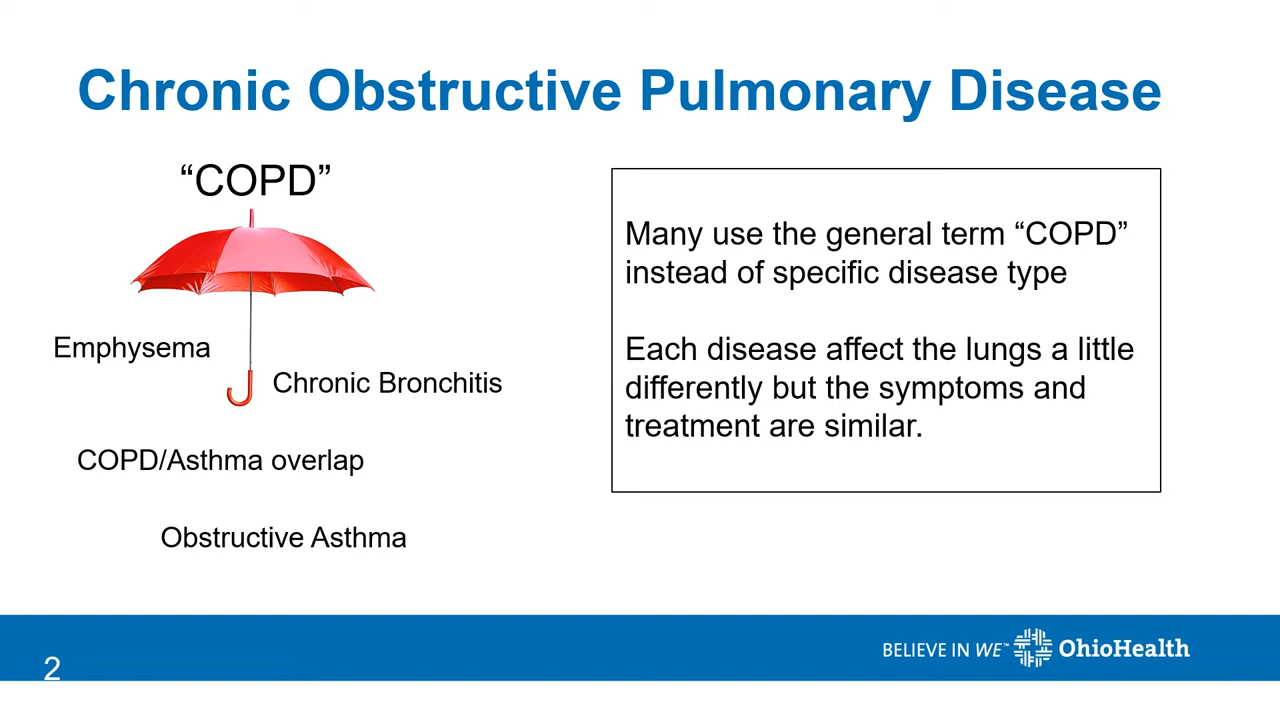 Chronic Obstructive Pulmonary Disease
“COPD”
Emphysema
Chronic Bronchitis
COPD/Asthma overlap
Obstructive Asthma
Many use the general term “COPD”
instead of specific disease type
Each disease affect the lungs a little
differently but the symptoms and
treatment are similar.
2
BELIEVE IN WE™ OhioHealth